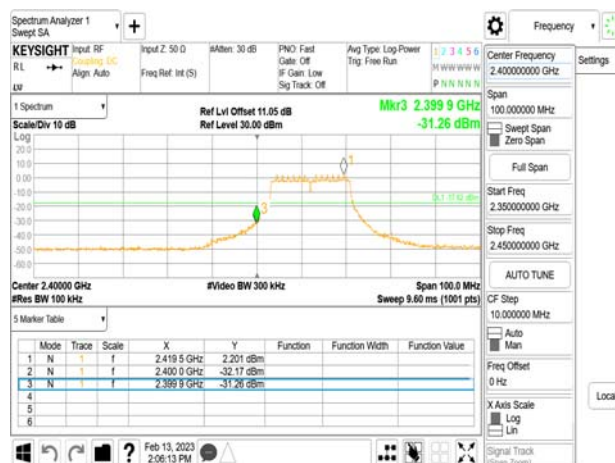 Spectrum Analyzer 1
Swept SA
Frequency
KEYSIGHT
RL
Input: RF
Coupling: DC
Align: Auto
Input Z: 50 Ω
Freq Ref: Int (S)
#Atten: 30 dB
PNO: Fast
Gate: Off
IF Gain: Low
Sig Track: Off
Avg Type: Log-Power
Trig: Free Run
1 2 3 4 5 6
M W W W W W
P N N N N N
1 Spectrum
Scale/Div 10 dB
Log
Ref Lvl Offset 11.05 dB
Ref Level 30.00 dBm
Mkr3 2.399 9 GHz
-31.26 dBm
20.0
10.0
0.00
-10.0
-20.0
-30.0
-40.0
-50.0
-60.0
1
3
Center 2.40000 GHz
#Res BW 100 kHz
#Video BW 300 kHz
Span 100.0 MHz
Sweep 9.60 ms (1001 pts)
5 Marker Table
Mode Trace Scale X Y Function Function Width Function Value
1 N 1 f 2.419 5 GHz 2.201 dBm
2 N 1 f 2.400 0 GHz -32.17 dBm
3 N 1 f 2.399 9 GHz -31.26 dBm
4
5
6
Feb 13, 2023
2:06:13 PM
Center Frequency
2.400000000 GHz
Settings
Span
100.000000 MHz
Swept Span
Zero Span
Full Span
Start Freq
2.350000000 GHz
Stop Freq
2.450000000 GHz
AUTO TUNE
CF Step
10.000000 MHz
Auto
Man
Freq Offset
0 Hz
X Axis Scale
Log
Lin
Local
Signal Track